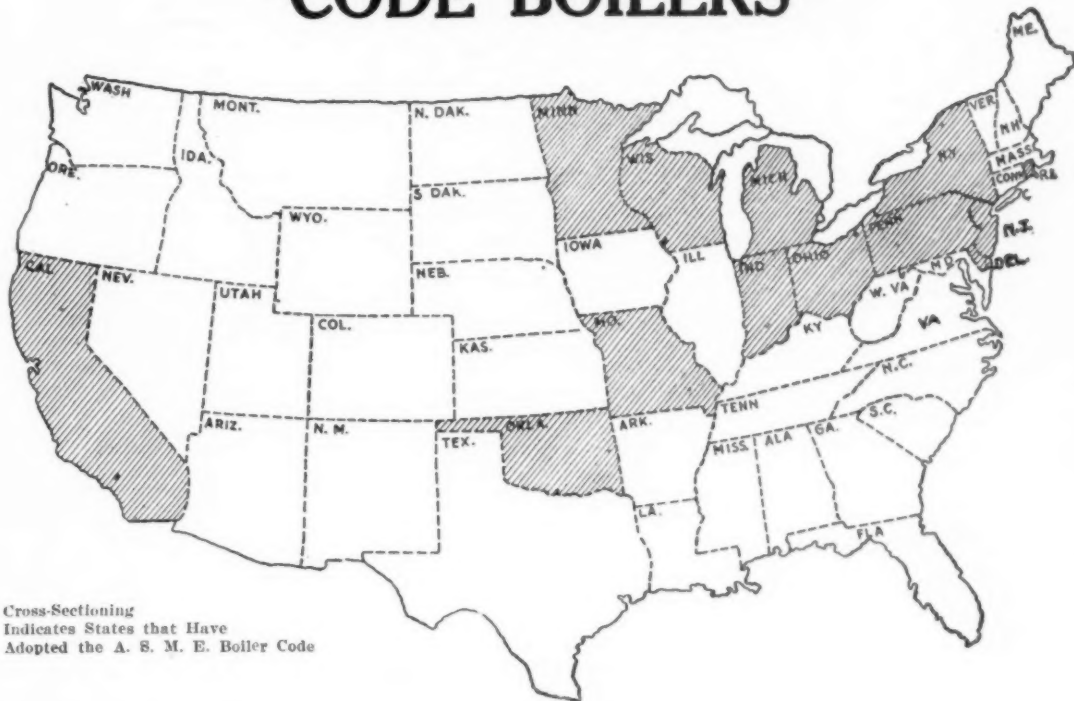 CODE BOILERS
WASH
MONT.
N. DAK.
MINN
ME.
VER
N.H.
IDA.
ORE.
WIS
MICH
N.Y.
MASS
CONN
R.I.
S DAK.
WYO.
IOWA
PENN
N.J.
CAL
NEV.
UTAH
NEB.
ILL
IND
OHIO
MD.
DEL.
W. VA
COL.
KAS.
MO.
KY
VA
N.C.
ARIZ.
N. M.
TEX.
OKLA.
ARK.
TENN
S.C.
MISS.
ALA
GA.
LA.
FLA
Cross-Sectioning
Indicates States that Have
Adopted the A. S. M. E. Boiler Code